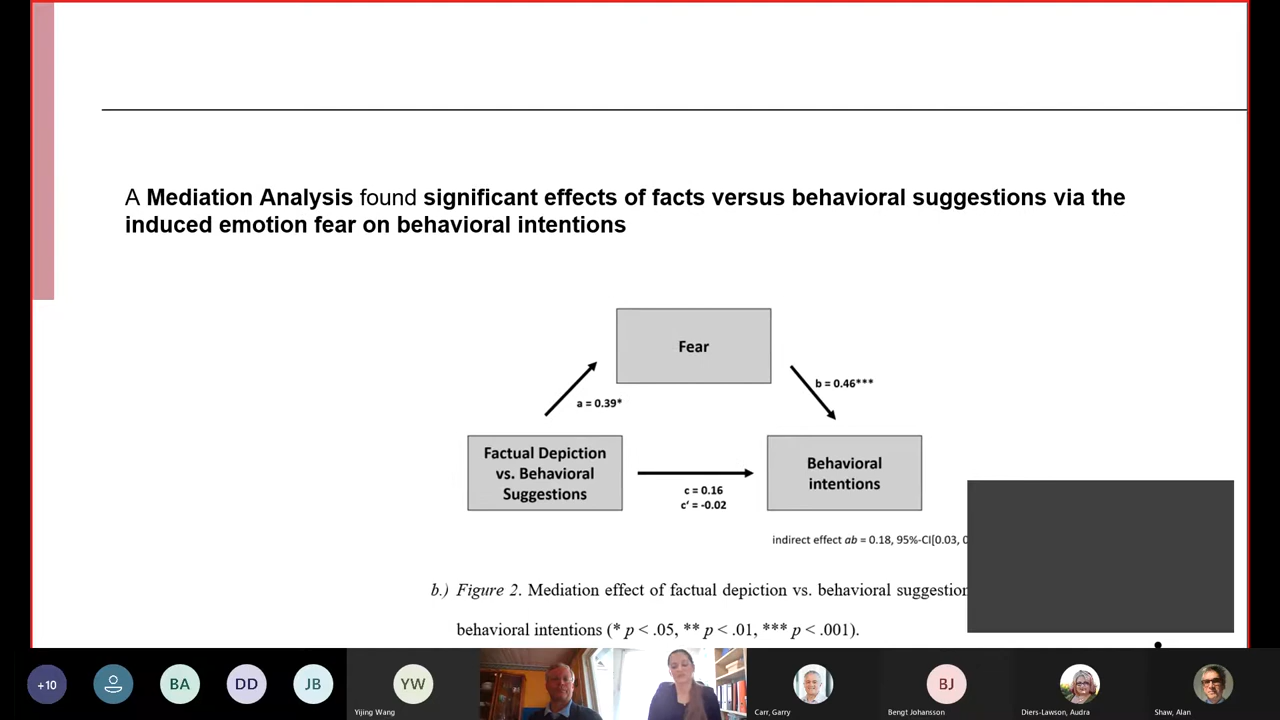 A Mediation Analysis found significant effects of facts versus behavioral suggestions via the
induced emotion fear on behavioral intentions
Fear
a = 0.39*
b = 0.46***
Factual Depiction
vs. Behavioral
Suggestions
c = 0.16
c‘ = -0.02
Behavioral
intentions
indirect effect ab = 0.18, 95%-CI[0.03,
b.) Figure 2. Mediation effect of factual depiction vs. behavioral
behavioral intentions (* p < .05, ** p < .01, *** p < .001).
+10
BA
DD
JB
YW
Yijing Wang
Carr, Garry
BJ
Bengt Johansson
Diers-Lawson, Audra
Shaw, Alan